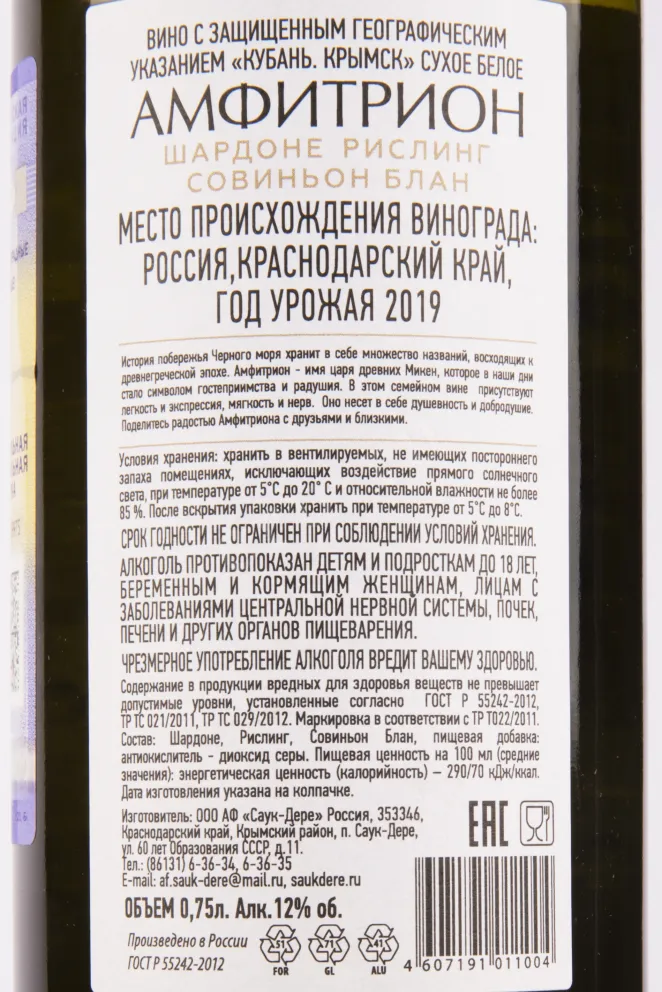 ВИНО С ЗАЩИЩЕННЫМ ГЕОГРАФИЧЕСКИМ
УКАЗАНИЕМ «КУБАНЬ. КРЫМСК» СУХОЕ БЕЛОЕ
АМФИТРИОН
ШАРДОНЕ РИСЛИНГ
СОВИНЬОН БЛАН
МЕСТО ПРОИСХОЖДЕНИЯ ВИНОГРАДА:
РОССИЯ,КРАСНОДАРСКИЙ КРАЙ,
ГОД УРОЖАЯ 2019
История побережья Черного моря хранит в себе множество названий, восходящих к
древнегреческой эпохе. Амфитрион - имя царя древних Микен, которое в наши дни
стало символом гостеприимства и радушия. В этом семейном вине присутствуют
легкость и экспрессия, мягкость и нерв. Оно несет в себе душевность и добродушие.
Поделитесь радостью Амфитриона с друзьями и близкими.
Условия хранения: хранить в вентилируемых, не имеющих постороннего
запаха помещениях, исключающих воздействие прямого солнечного
света, при температуре от 5°С до 20° С и относительной влажности не более
85 %. После вскрытия упаковки хранить при температуре от 5°С до 8°С.
СРОК ГОДНОСТИ НЕ ОГРАНИЧЕН ПРИ СОБЛЮДЕНИИ УСЛОВИЙ ХРАНЕНИЯ.
АЛКОГОЛЬ ПРОТИВОПОКАЗАН ДЕТЯМ И ПОДРОСТКАМ ДО 18 ЛЕТ,
БЕРЕМЕННЫМ И КОРМЯЩИМ ЖЕНЩИНАМ, ЛИЦАМ С
ЗАБОЛЕВАНИЯМИ ЦЕНТРАЛЬНОЙ НЕРВНОЙ СИСТЕМЫ, ПОЧЕК,
ПЕЧЕНИ И ДРУГИХ ОРГАНОВ ПИЩЕВАРЕНИЯ.
ЧРЕЗМЕРНОЕ УПОТРЕБЛЕНИЕ АЛКОГОЛЯ ВРЕДИТ ВАШЕМУ ЗДОРОВЬЮ.
Содержание в продукции вредных для здоровья веществ не превышает
допустимые уровни, установленные согласно ГОСТ Р 55242-2012,
ТР ТС 021/2011, ТР ТС 029/2012. Маркировка в соответствии с ТР Т022/2011.
Состав: Шардоне, Рислинг, Совиньон Блан, пищевая добавка:
антиокислитель - диоксид серы. Пищевая ценность на 100 мл (средние
значения): энергетическая ценность (калорийность) – 290/70 кДж/ккал.
Дата изготовления указана на колпачке.
Изготовитель: ООО АФ «Саук-Дере» Россия, 353346,
Краснодарский край, Крымский район, п. Саук-Дере,
ул. 60 лет Образования СССР, д.11.
Тел.: (86131) 6-36-34, 6-36-35
E-mail: af.sauk-dere@mail.ru, saukdere.ru
EAC
ОБЪЕМ 0,75л. Алк.12% об.
Произведено в России
ГОСТ Р 55242-2012
51 FOR
71 GL
41 ALU
4 607191 011004